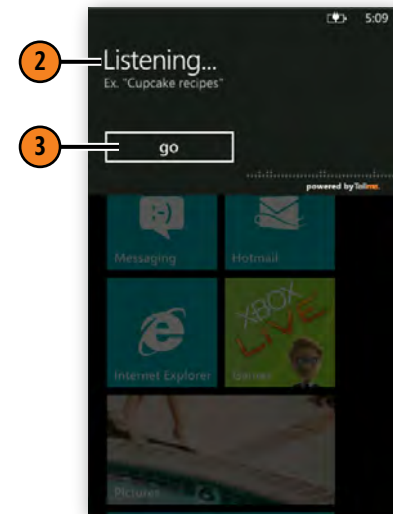 5:09
2
Listening...
Ex. "Cupcake recipes"
3
go
powered by Tellme.
Messaging
Hotmail
XBOX
LIVE
Internet Explorer
Games
Pictures